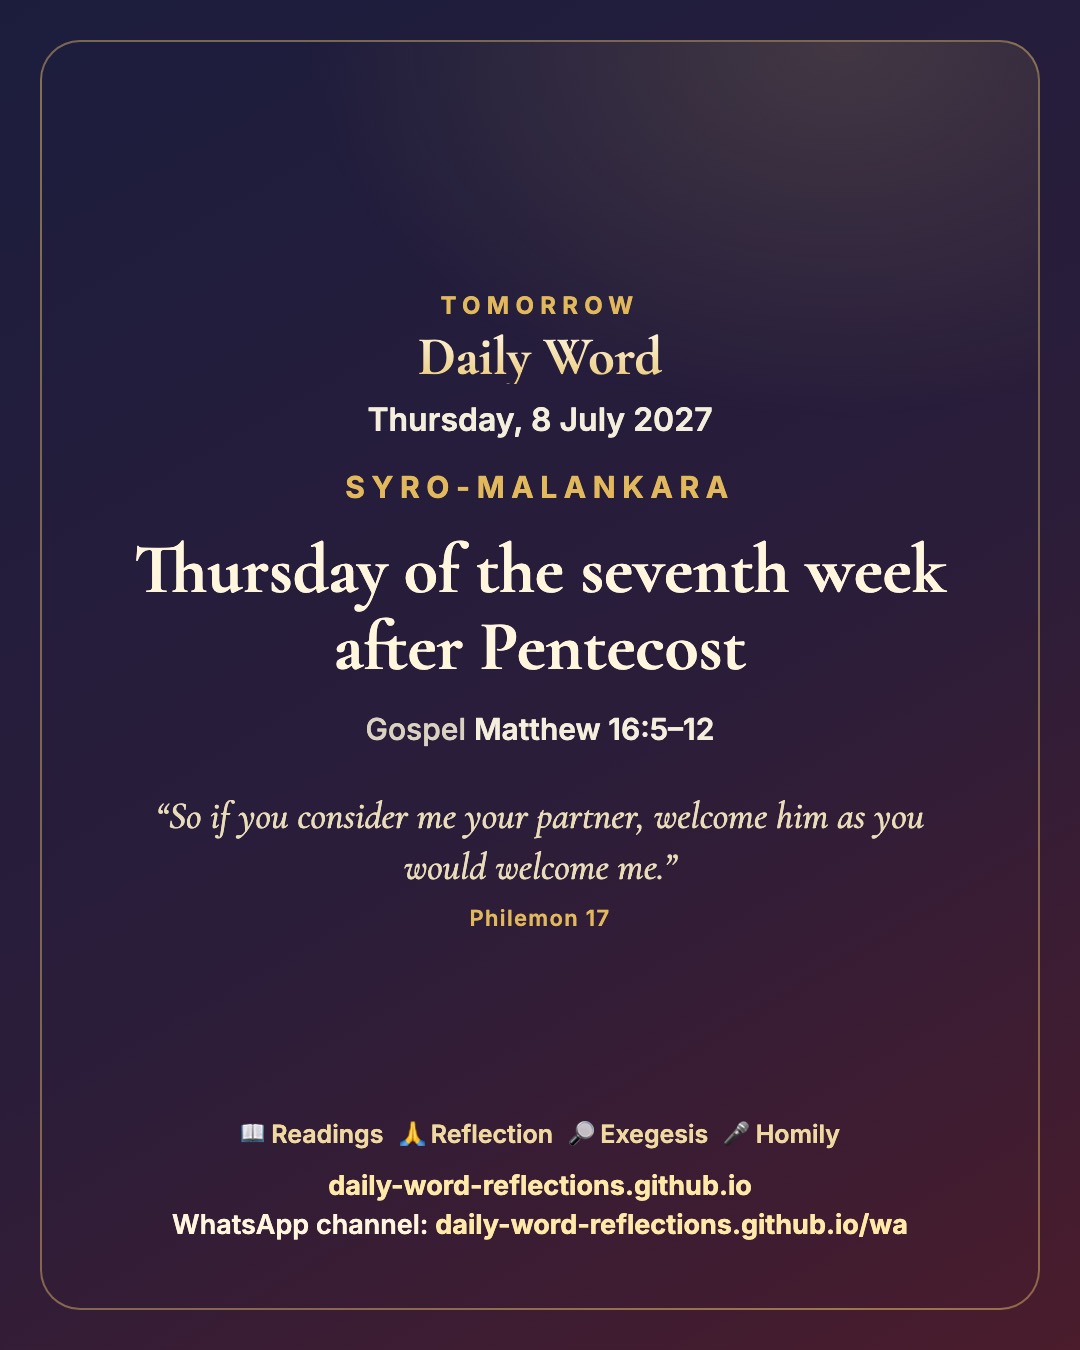 TOMORROW
Daily Word
Thursday, 8 July 2027
SYRO-MALANKARA
Thursday of the seventh week
after Pentecost
Gospel Matthew 16:5–12
“So if you consider me your partner, welcome him as you
would welcome me.”
Philemon 17
📖 Readings 🙏 Reflection 🔎 Exegesis 🎤 Homily
daily-word-reflections.github.io
WhatsApp channel: daily-word-reflections.github.io/wa